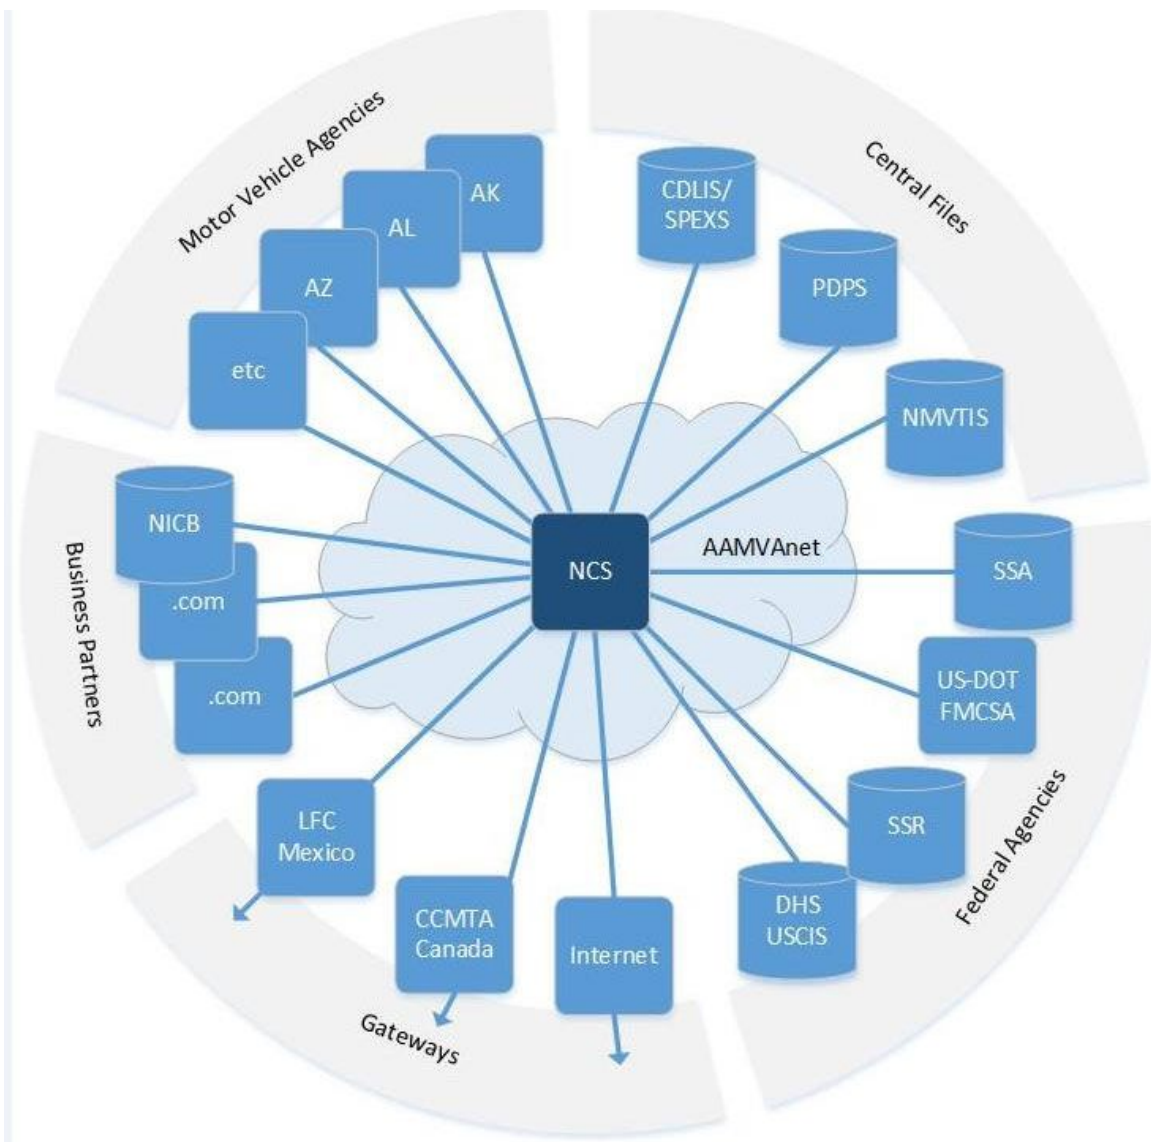 Motor Vehicle Agencies
AK
AL
AZ
etc
Central Files
CDLIS/
SPEXS
PDPS
NMVTIS
Business Partners
NICB
.com
.com
NCS
AAMVAnet
SSA
US-DOT
FMCSA
SSR
DHS
USCIS
Federal Agencies
LFC
Mexico
CCMTA
Canada
Internet
Gateways